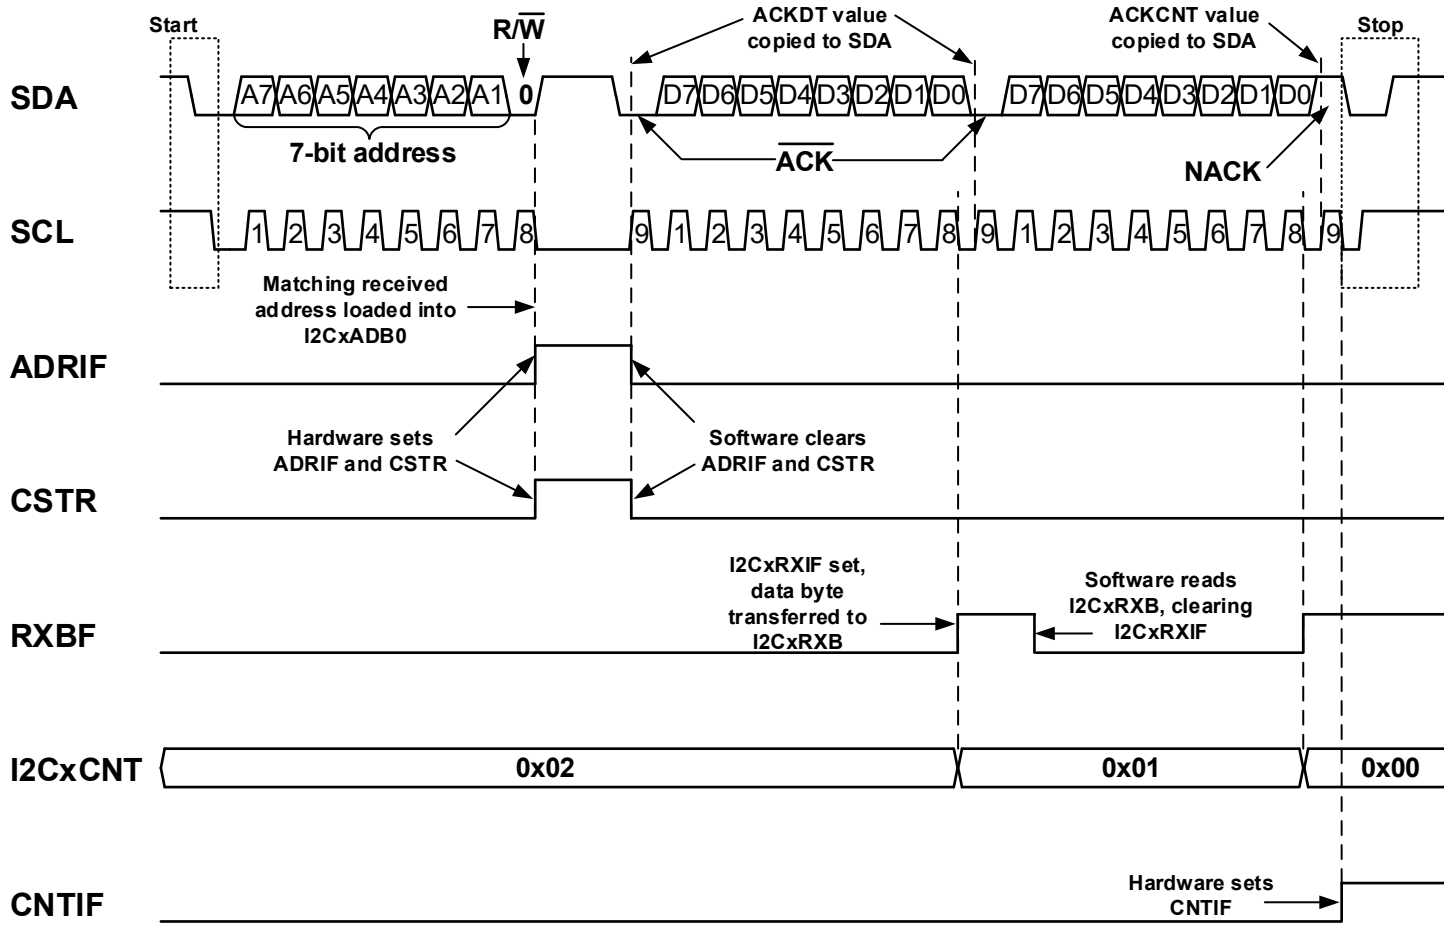 Start
R/W
ACKDT value
copied to SDA
ACKCNT value
copied to SDA
Stop
SDA
A7 A6 A5 A4 A3 A2 A1 0
D7 D6 D5 D4 D3 D2 D1 D0
D7 D6 D5 D4 D3 D2 D1 D0
7-bit address
ACK
NACK
SCL
1 2 3 4 5 6 7 8
9 1 2 3 4 5 6 7 8
9 1 2 3 4 5 6 7 8 9
Matching received
address loaded into
I2CxADB0
ADRIF
Hardware sets
ADRIF and CSTR
Software clears
ADRIF and CSTR
CSTR
I2CxRXIF set,
data byte
transferred to
I2CxRXB
Software reads
I2CxRXB, clearing
I2CxRXIF
RXBF
I2CxCNT
0x02
0x01
0x00
Hardware sets
CNTIF
CNTIF